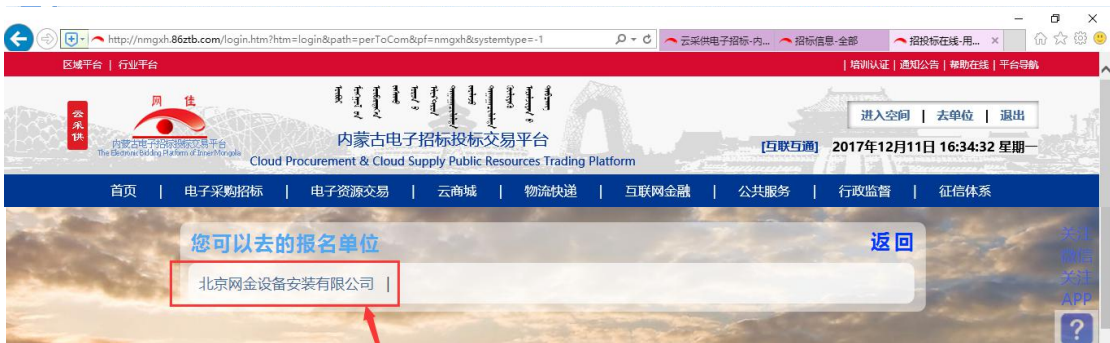 http://nmgxh.86ztb.com/login.htm?htm=login&path=perToCom&pf=nmgxh&systemtype=-1
云采供电子招标-内...
招标信息-全部
招投标在线-用...
区域平台 | 行业平台
| 培训认证 | 通知公告 | 帮助在线 | 平台导航
云采供
网 佳
内蒙古电子招标投标交易平台
The Electronic Bidding Platform of Inner Mongolia
内蒙古电子招标投标交易平台
Cloud Procurement & Cloud Supply Public Resources Trading Platform
进入空间 | 去单位 | 退出
[互联互通] 2017年12月11日 16:34:32 星期一
首页 | 电子采购招标 | 电子资源交易 | 云商城 | 物流快递 | 互联网金融 | 公共服务 | 行政监督 | 征信体系
您可以去的报名单位
返回
北京网金设备安装有限公司 |
关注
微信
关注
APP
?